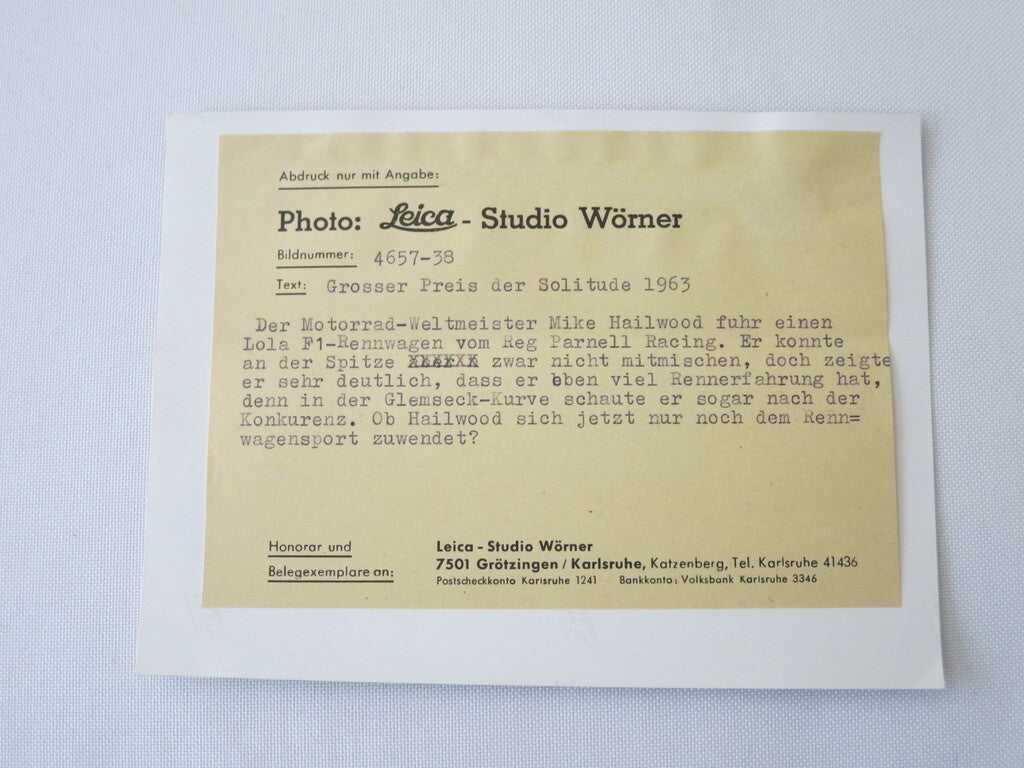 Abdruck nur mit Angabe:
Photo: Leica - Studio Wörner
Bildnummer: 4657-38
Text: Grosser Preis der Solitude 1963
Der Motorrad-Weltmeister Mike Hailwood fuhr einen
Lola F1-Rennwagen vom Reg Parnell Racing. Er konnte
an der Spitze zwar nicht mitmischen, doch zeigte
er sehr deutlich, dass er eben viel Rennerfahrung hat,
denn in der Glemseck-Kurve schaute er sogar nach der
Konkurenz. Ob Hailwood sich jetzt nur noch dem Renn=
wagensport zuwendet?
Honorar und
Belegexemplare an:
Leica - Studio Wörner
7501 Grötzingen / Karlsruhe, Katzenberg, Tel. Karlsruhe 41436
Postscheckkonto Karlsruhe 1241 Bankkonto: Volksbank Karlsruhe 3346